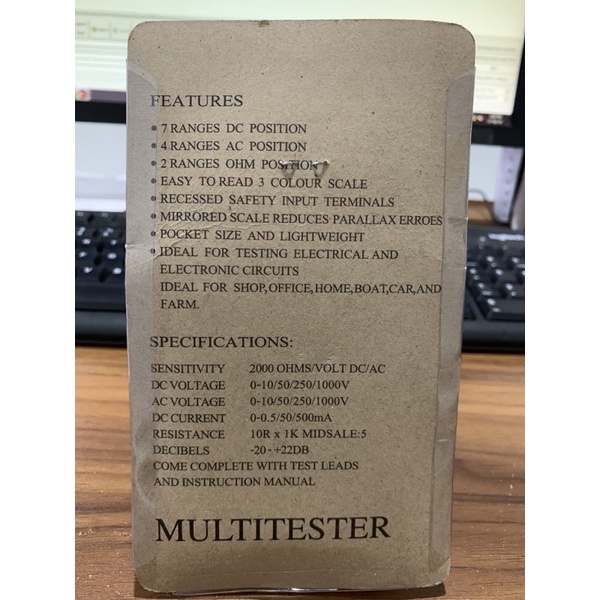 FEATURES
• 7 RANGES DC POSITION
• 4 RANGES AC POSITION
• 2 RANGES OHM POSITION
• EASY TO READ 3 COLOUR SCALE
• RECESSED SAFETY INPUT TERMINALS
• MIRRORED SCALE REDUCES PARALLAX ERROES
• POCKET SIZE AND LIGHTWEIGHT
• IDEAL FOR TESTING ELECTRICAL AND
ELECTRONIC CIRCUITS
IDEAL FOR SHOP,OFFICE,HOME,BOAT,CAR,AND
FARM.
SPECIFICATIONS:
SENSITIVITY 2000 OHMS/VOLT DC/AC
DC VOLTAGE 0-10/50/250/1000V
AC VOLTAGE 0-10/50/250/1000V
DC CURRENT 0-0.5/50/500mA
RESISTANCE 10R x 1K MIDSALE:5
DECIBELS -20-+22DB
COME COMPLETE WITH TEST LEADS
AND INSTRUCTION MANUAL
MULTITESTER